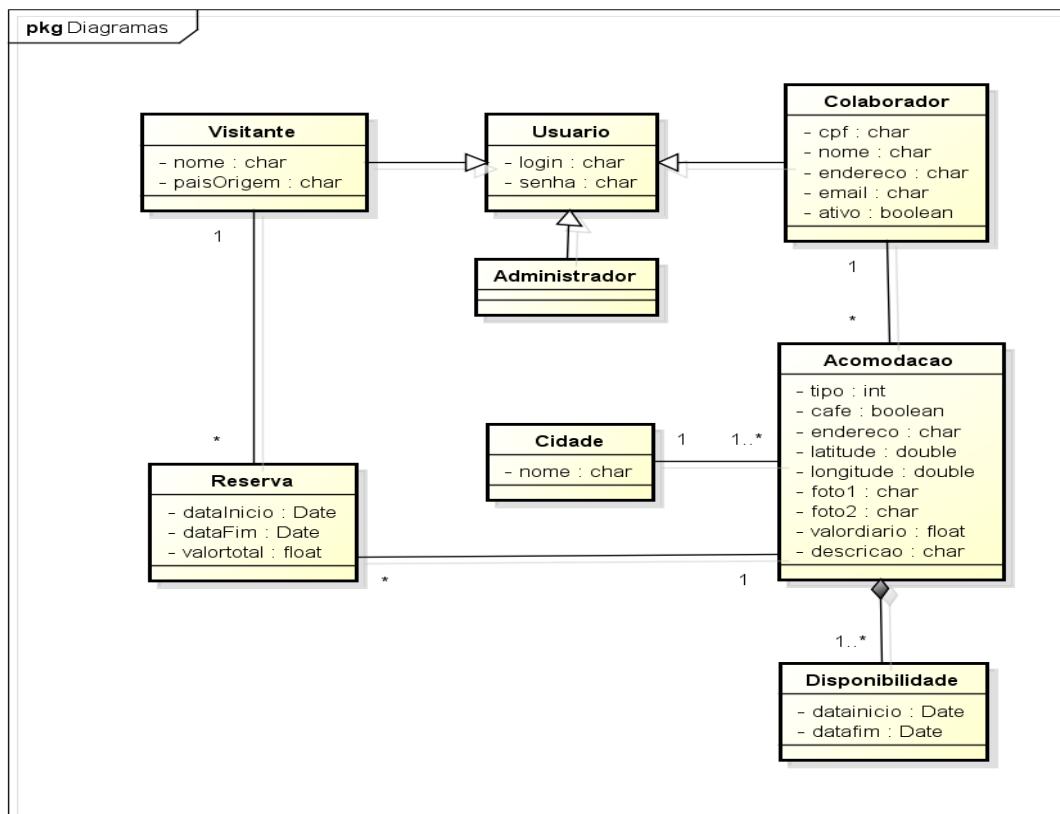 pkg Diagramas
Visitante
- nome : char
- paisOrigem : char
Usuario
- login : char
- senha : char
Colaborador
- cpf : char
- nome : char
- endereco : char
- email : char
- ativo : boolean
Administrador
1
1
*
*
Acomodacao
- tipo : int
- cafe : boolean
- endereco : char
- latitude : double
- longitude : double
- foto1 : char
- foto2 : char
- valordiario : float
- descricao : char
Cidade
- nome : char
1
1..*
Reserva
- dataInicio : Date
- dataFim : Date
- valortotal : float
*
1
1..*
Disponibilidade
- datainicio : Date
- datafim : Date